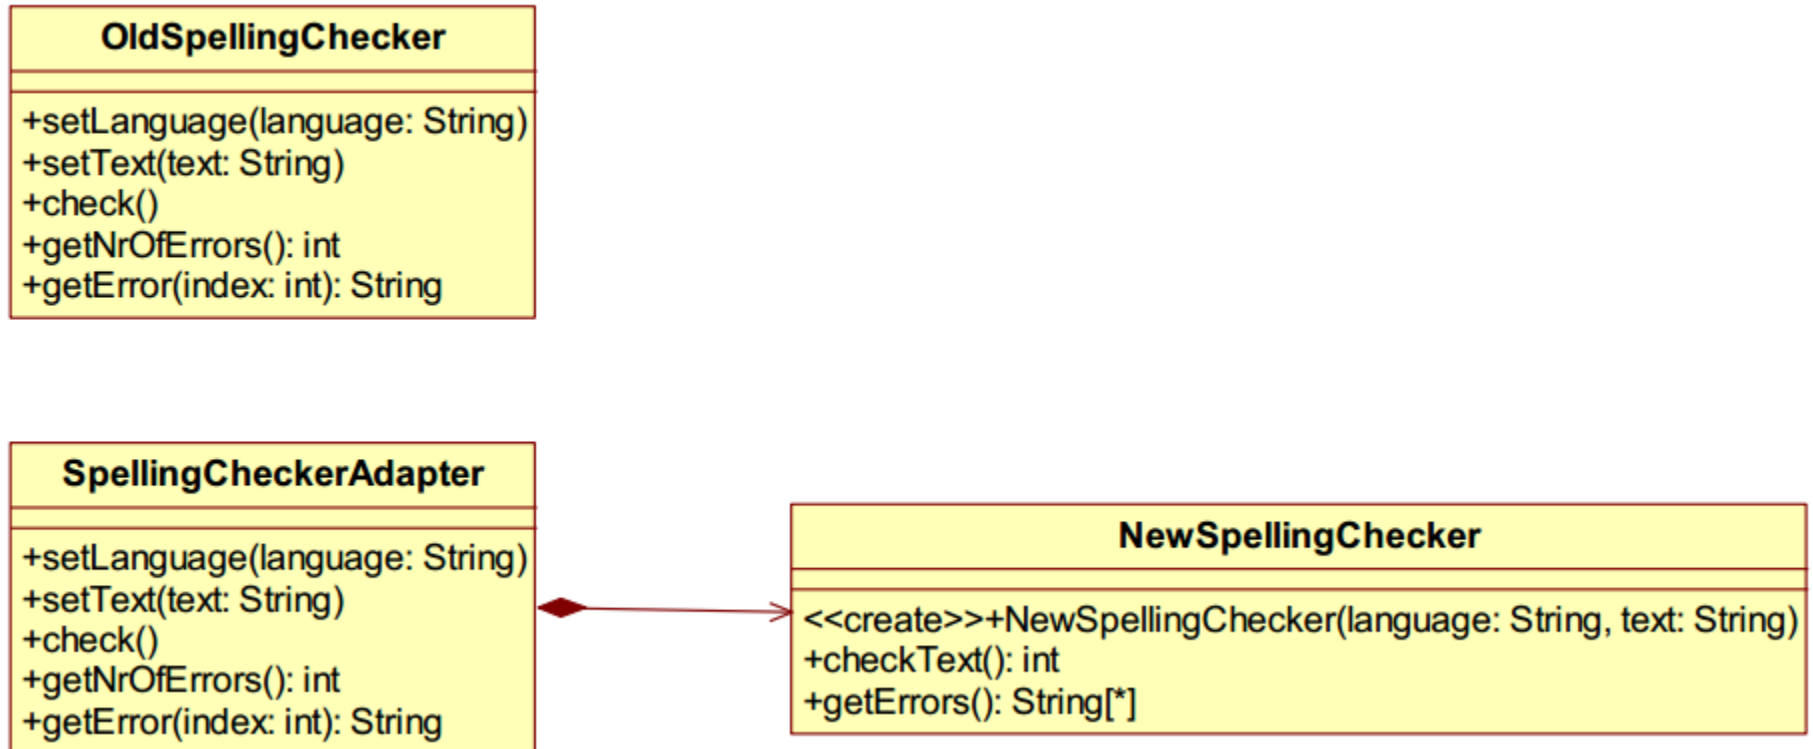 OldSpellingChecker
+setLanguage(language: String)
+setText(text: String)
+check()
+getNrOfErrors(): int
+getError(index: int): String
SpellingCheckerAdapter
+setLanguage(language: String)
+setText(text: String)
+check()
+getNrOfErrors(): int
+getError(index: int): String
NewSpellingChecker
<<create>>+NewSpellingChecker(language: String, text: String)
+checkText(): int
+getErrors(): String[*]